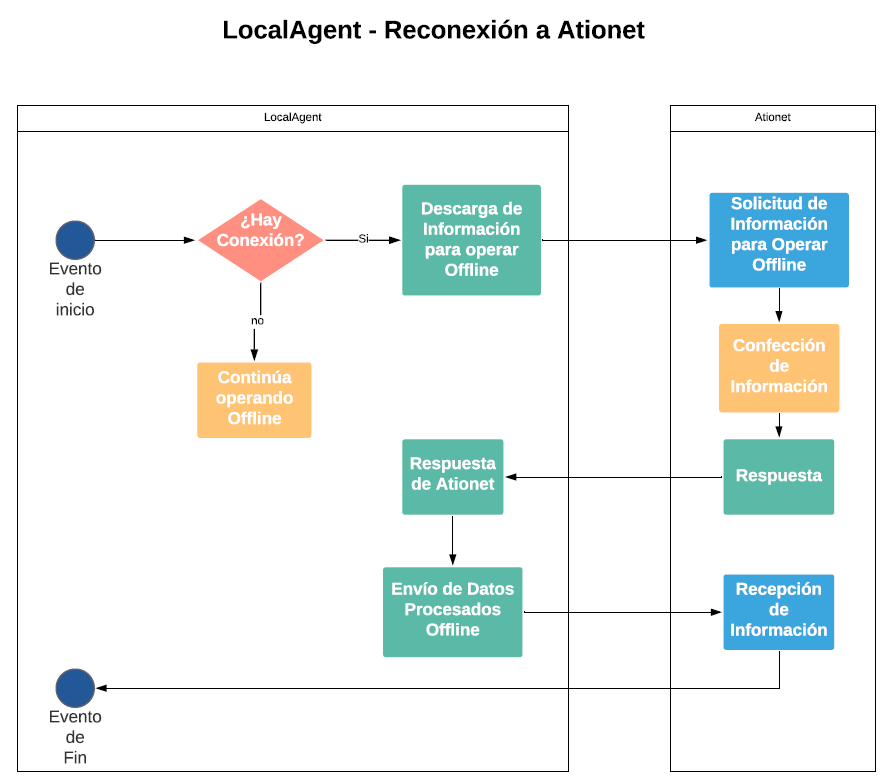 LocalAgent - Reconexión a Ationet
LocalAgent
Ationet
Evento
de
inicio
¿Hay
Conexión?
Si
no
Descarga de
Información
para operar
Offline
Solicitud de
Información
para Operar
Offline
Continúa
operando
Offline
Confección
de
Información
Respuesta
de Ationet
Respuesta
Envío de Datos
Procesados
Offline
Recepción
de
Información
Evento
de
Fin